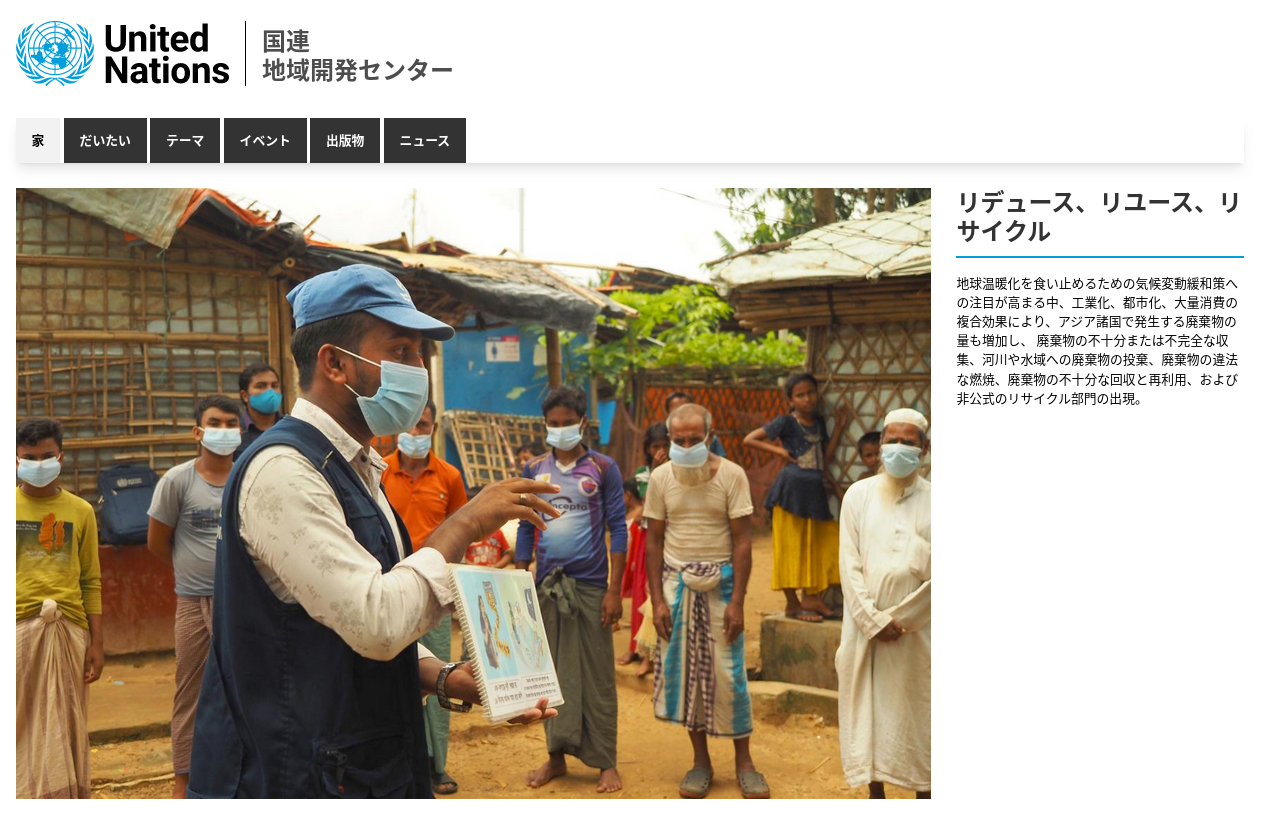 United
Nations
国連
地域開発センター
家
だいたい
テーマ
イベント
出版物
ニュース
リデュース、リユース、リ
サイクル
地球温暖化を食い止めるための気候変動緩和策へ
の注目が高まる中、工業化、都市化、大量消費の
複合効果により、アジア諸国で発生する廃棄物の
量も増加し、 廃棄物の不十分または不完全な収
集、河川や水域への廃棄物の投棄、廃棄物の違法
な燃焼、廃棄物の不十分な回収と再利用、および
非公式のリサイクル部門の出現。